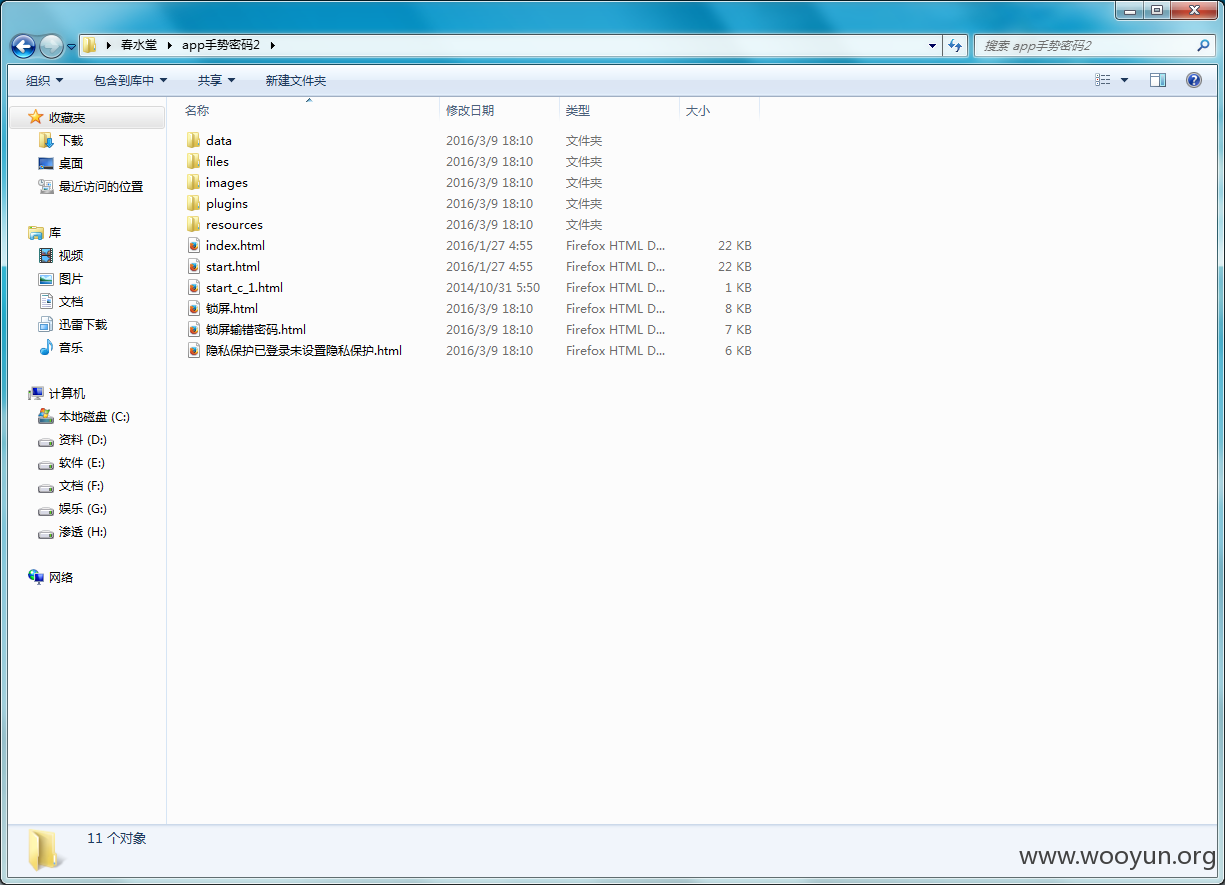 春水堂 app手势密码2
搜索 app手势密码2
组织 包含到库中 共享 新建文件夹
收藏夹
下载
桌面
最近访问的位置
库
视频
图片
文档
迅雷下载
音乐
计算机
本地磁盘 (C:)
资料 (D:)
软件 (E:)
文档 (F:)
娱乐 (G:)
渗透 (H:)
网络
名称 修改日期 类型 大小
data 2016/3/9 18:10 文件夹
files 2016/3/9 18:10 文件夹
images 2016/3/9 18:10 文件夹
plugins 2016/3/9 18:10 文件夹
resources 2016/3/9 18:10 文件夹
index.html 2016/1/27 4:55 Firefox HTML D... 22 KB
start.html 2016/1/27 4:55 Firefox HTML D... 22 KB
start_c_1.html 2014/10/31 5:50 Firefox HTML D... 1 KB
锁屏.html 2016/3/9 18:10 Firefox HTML D... 8 KB
锁屏输错密码.html 2016/3/9 18:10 Firefox HTML D... 7 KB
隐私保护已登录未设置隐私保护.html 2016/3/9 18:10 Firefox HTML D... 6 KB
11 个对象
www.wooyun.org